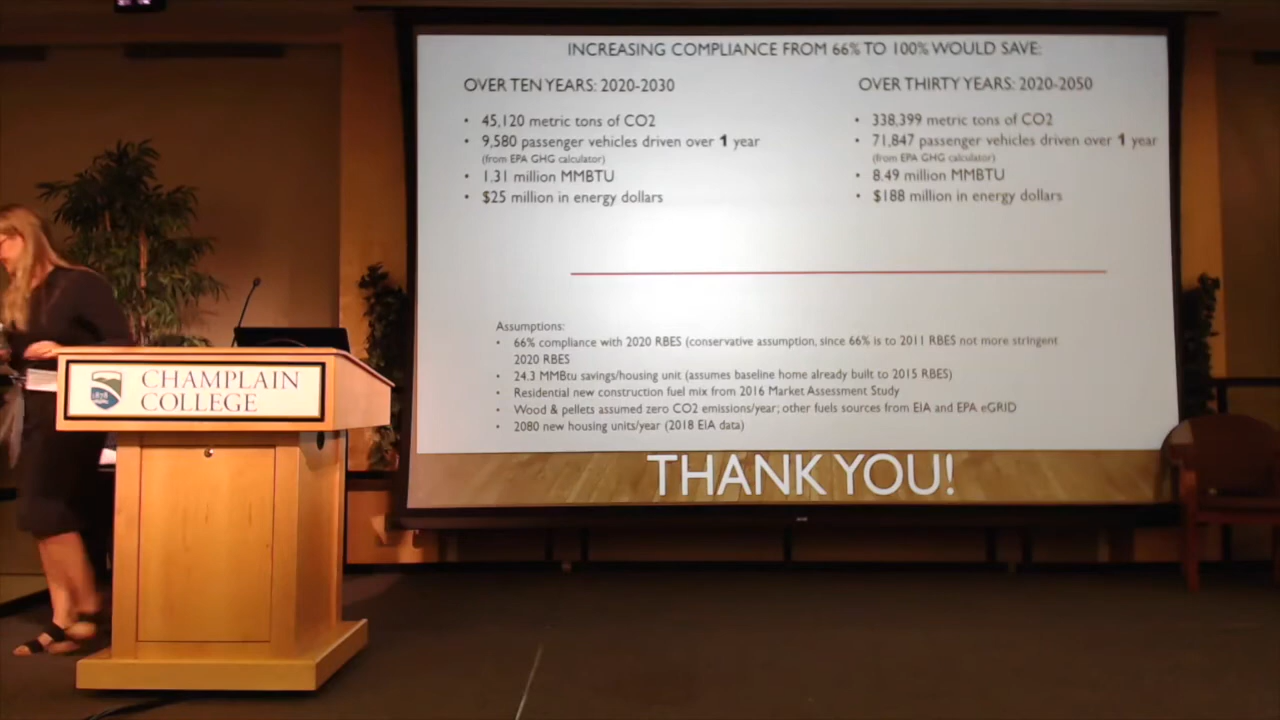 INCREASING COMPLIANCE FROM 66% TO 100% WOULD SAVE:
OVER TEN YEARS: 2020-2030
• 45,120 metric tons of CO2
• 9,580 passenger vehicles driven over 1 year
(from EPA GHG calculator)
• 1.31 million MMBTU
• $25 million in energy dollars
OVER THIRTY YEARS: 2020-2050
• 338,399 metric tons of CO2
• 71,847 passenger vehicles driven over 1 year
(from EPA GHG calculator)
• 8.49 million MMBTU
• $188 million in energy dollars
Assumptions:
• 66% compliance with 2020 RBES (conservative assumption, since 66% is to 2011 RBES not more stringent
2020 RBES
• 24.3 MMBtu savings/housing unit (assumes baseline home already built to 2015 RBES)
• Residential new construction fuel mix from 2016 Market Assessment Study
• Wood & pellets assumed zero CO2 emissions/year; other fuels sources from EIA and EPA eGRID
• 2080 new housing units/year (2018 EIA data)
THANK YOU!
CHAMPLAIN
COLLEGE
1878